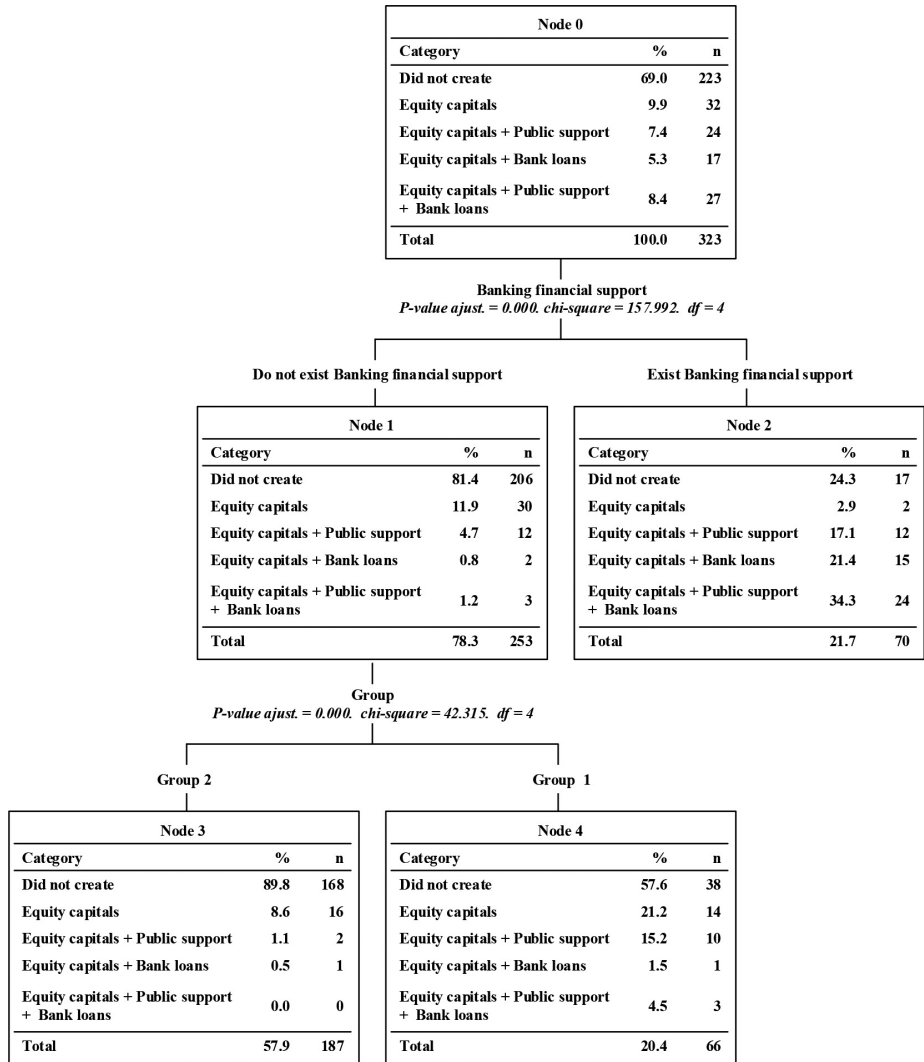 Node 0
Category % n
Did not create 69.0 223
Equity capitals 9.9 32
Equity capitals + Public support 7.4 24
Equity capitals + Bank loans 5.3 17
Equity capitals + Public support
+ Bank loans 8.4 27
Total 100.0 323
Banking financial support
P-value ajust. = 0.000. chi-square = 157.992. df = 4
Do not exist Banking financial support
Exist Banking financial support
Node 1
Category % n
Did not create 81.4 206
Equity capitals 11.9 30
Equity capitals + Public support 4.7 12
Equity capitals + Bank loans 0.8 2
Equity capitals + Public support
+ Bank loans 1.2 3
Total 78.3 253
Node 2
Category % n
Did not create 24.3 17
Equity capitals 2.9 2
Equity capitals + Public support 17.1 12
Equity capitals + Bank loans 21.4 15
Equity capitals + Public support
+ Bank loans 34.3 24
Total 21.7 70
Group
P-value ajust. = 0.000. chi-square = 42.315. df = 4
Group 2
Group 1
Node 3
Category % n
Did not create 89.8 168
Equity capitals 8.6 16
Equity capitals + Public support 1.1 2
Equity capitals + Bank loans 0.5 1
Equity capitals + Public support
+ Bank loans 0.0 0
Total 57.9 187
Node 4
Category % n
Did not create 57.6 38
Equity capitals 21.2 14
Equity capitals + Public support 15.2 10
Equity capitals + Bank loans 1.5 1
Equity capitals + Public support
+ Bank loans 4.5 3
Total 20.4 66